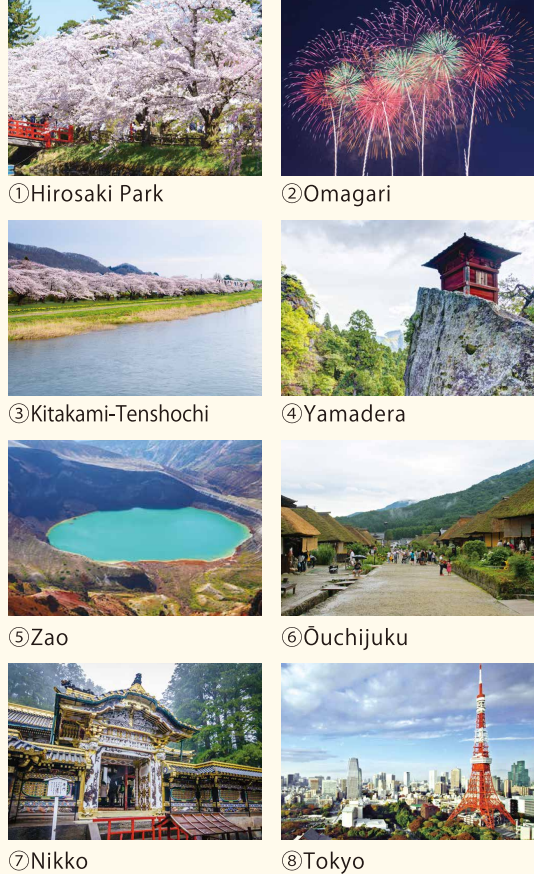 ①Hirosaki Park
②Omagari
③Kitakami-Tenshochi
④Yamadera
⑤Zao
⑥Ōuchijuku
⑦Nikko
⑧Tokyo